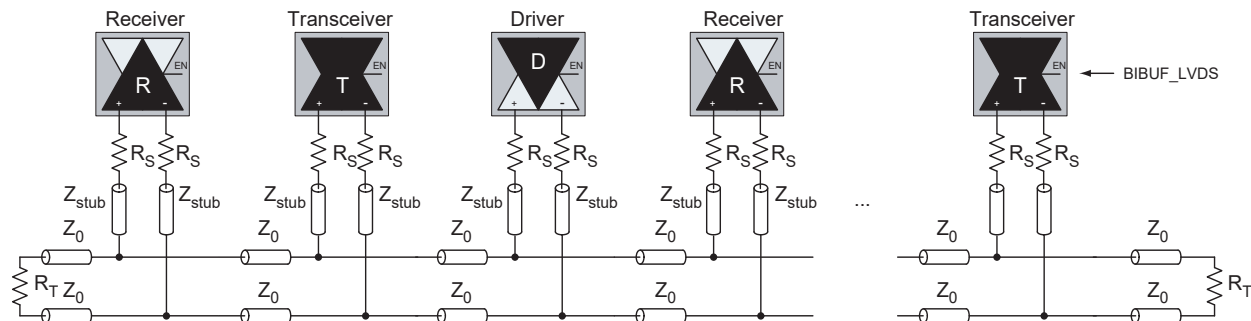 Receiver Transceiver Driver Receiver Transceiver
EN EN D EN EN EN BIBUF_LVDS
R T R T
+ - + - + - + - + -
R_S R_S R_S R_S R_S R_S R_S R_S R_S R_S
Z_stub Z_stub Z_stub Z_stub Z_stub Z_stub Z_stub Z_stub ...
Z_0 Z_0 Z_0 Z_0 Z_0 Z_0
R_T R_T
Z_0 Z_0 Z_0 Z_0 Z_0 Z_0